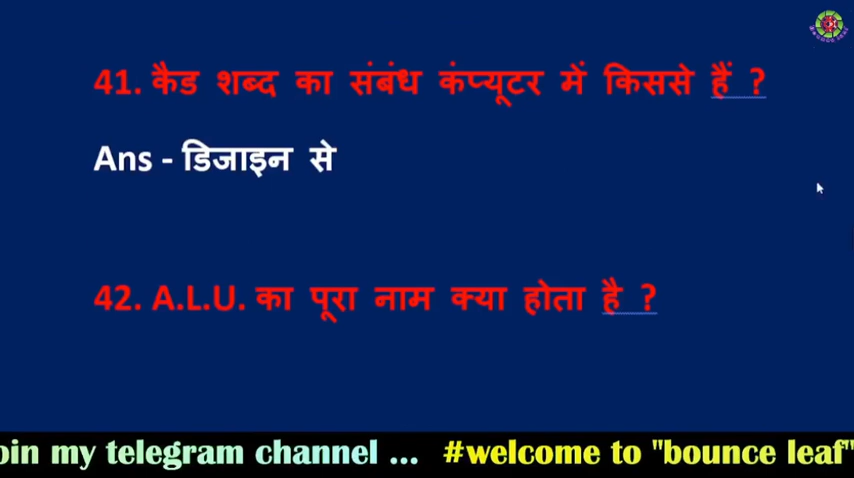 41. कैड शब्द का संबंध कंप्यूटर में किससे हैं ?
Ans - डिजाइन से
42. A.L.U. का पूरा नाम क्या होता है ?
oin my telegram channel ... #welcome to "bounce leaf"